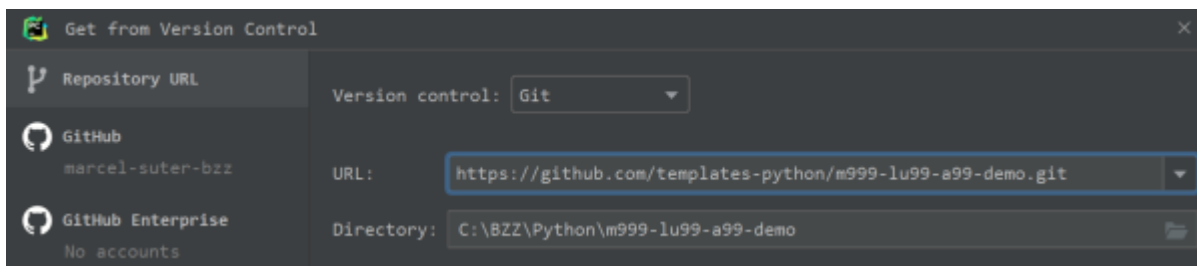 Get from Version Control
Repository URL
GitHub
marcel-suter-bzz
GitHub Enterprise
No accounts
Version control: Git
URL: https://github.com/templates-python/m999-lu99-a99-demo.git
Directory: C:\BZZ\Python\m999-lu99-a99-demo